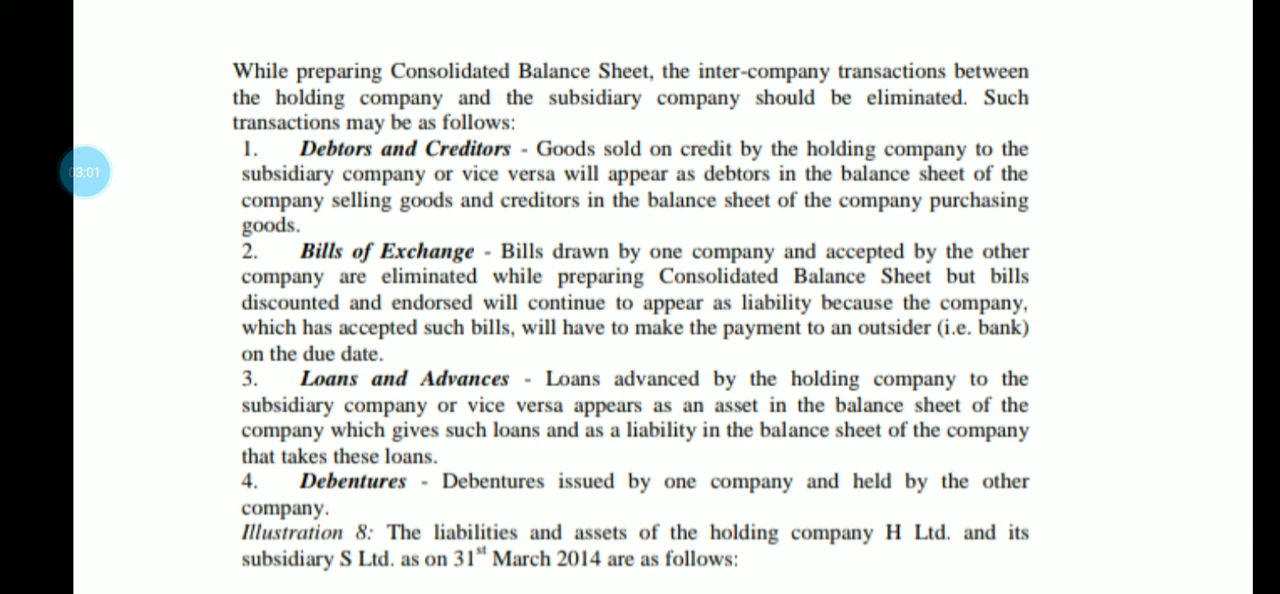 While preparing Consolidated Balance Sheet, the inter-company transactions between
the holding company and the subsidiary company should be eliminated. Such
transactions may be as follows:
1. Debtors and Creditors - Goods sold on credit by the holding company to the
03:01
subsidiary company or vice versa will appear as debtors in the balance sheet of the
company selling goods and creditors in the balance sheet of the company purchasing
goods.
2. Bills of Exchange - Bills drawn by one company and accepted by the other
company are eliminated while preparing Consolidated Balance Sheet but bills
discounted and endorsed will continue to appear as liability because the company,
which has accepted such bills, will have to make the payment to an outsider (i.e. bank)
on the due date.
3. Loans and Advances - Loans advanced by the holding company to the
subsidiary company or vice versa appears as an asset in the balance sheet of the
company which gives such loans and as a liability in the balance sheet of the company
that takes these loans.
4. Debentures - Debentures issued by one company and held by the other
company.
Illustration 8: The liabilities and assets of the holding company H Ltd. and its
subsidiary S Ltd. as on 31st March 2014 are as follows: